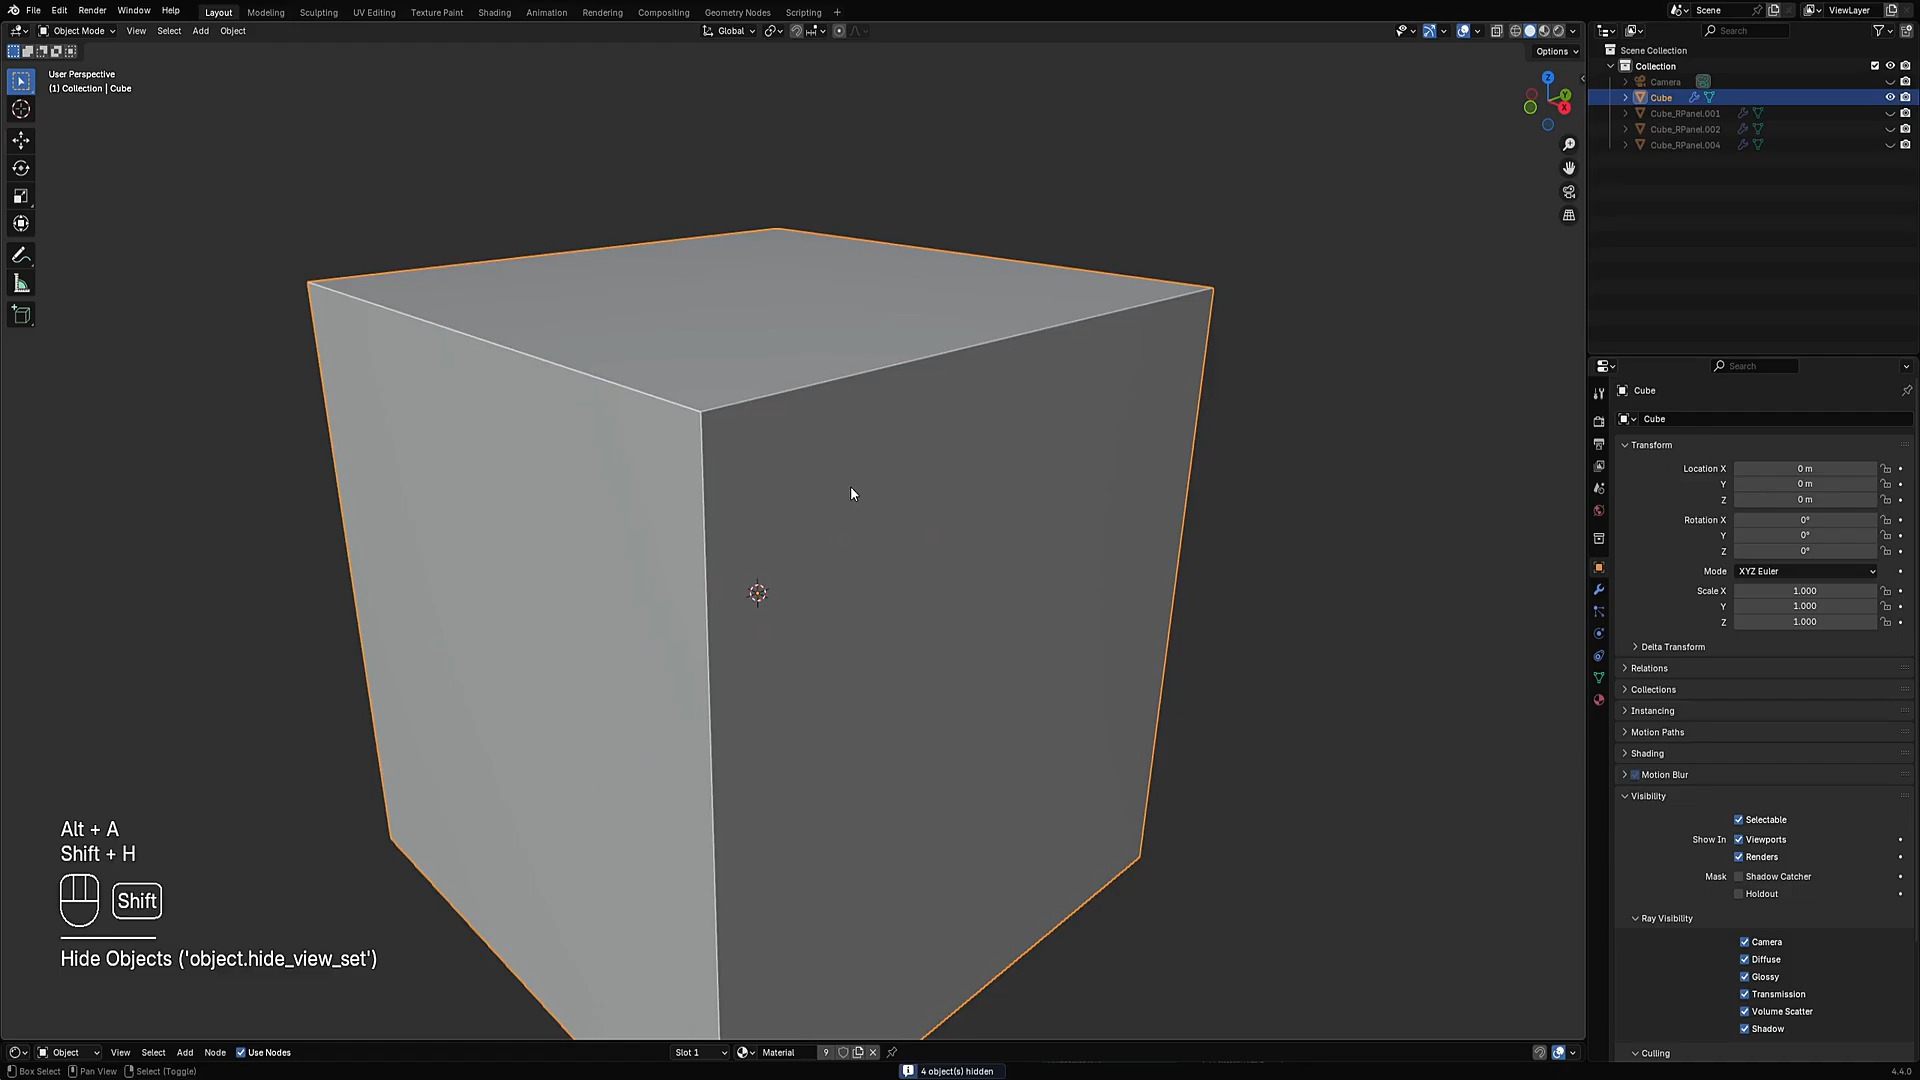 File Edit Render Window Help Layout Modeling Sculpting UV Editing Texture Paint Shading Animation Rendering Compositing Geometry Nodes Scripting + Scene ViewLayer
Object Mode View Select Add Object Global Search
Options
User Perspective
(1) Collection | Cube
Z
Y
X
Scene Collection
Collection
Camera
Cube
Cube_RPanel.001
Cube_RPanel.002
Cube_RPanel.004
Search
Cube
Cube
Transform
Location X 0 m
Y 0 m
Z 0 m
Rotation X 0°
Y 0°
Z 0°
Mode XYZ Euler
Scale X 1.000
Y 1.000
Z 1.000
Delta Transform
Relations
Collections
Instancing
Motion Paths
Shading
Motion Blur
Visibility
Selectable
Show In Viewports
Renders
Mask Shadow Catcher
Holdout
Ray Visibility
Camera
Diffuse
Glossy
Transmission
Volume Scatter
Shadow
Culling
Alt + A
Shift + H
Shift
Hide Objects ('object.hide_view_set')
Object View Select Add Node Use Nodes Slot 1 Material 9
Box Select Pan View Select (Toggle) 4 object(s) hidden 4.4.0